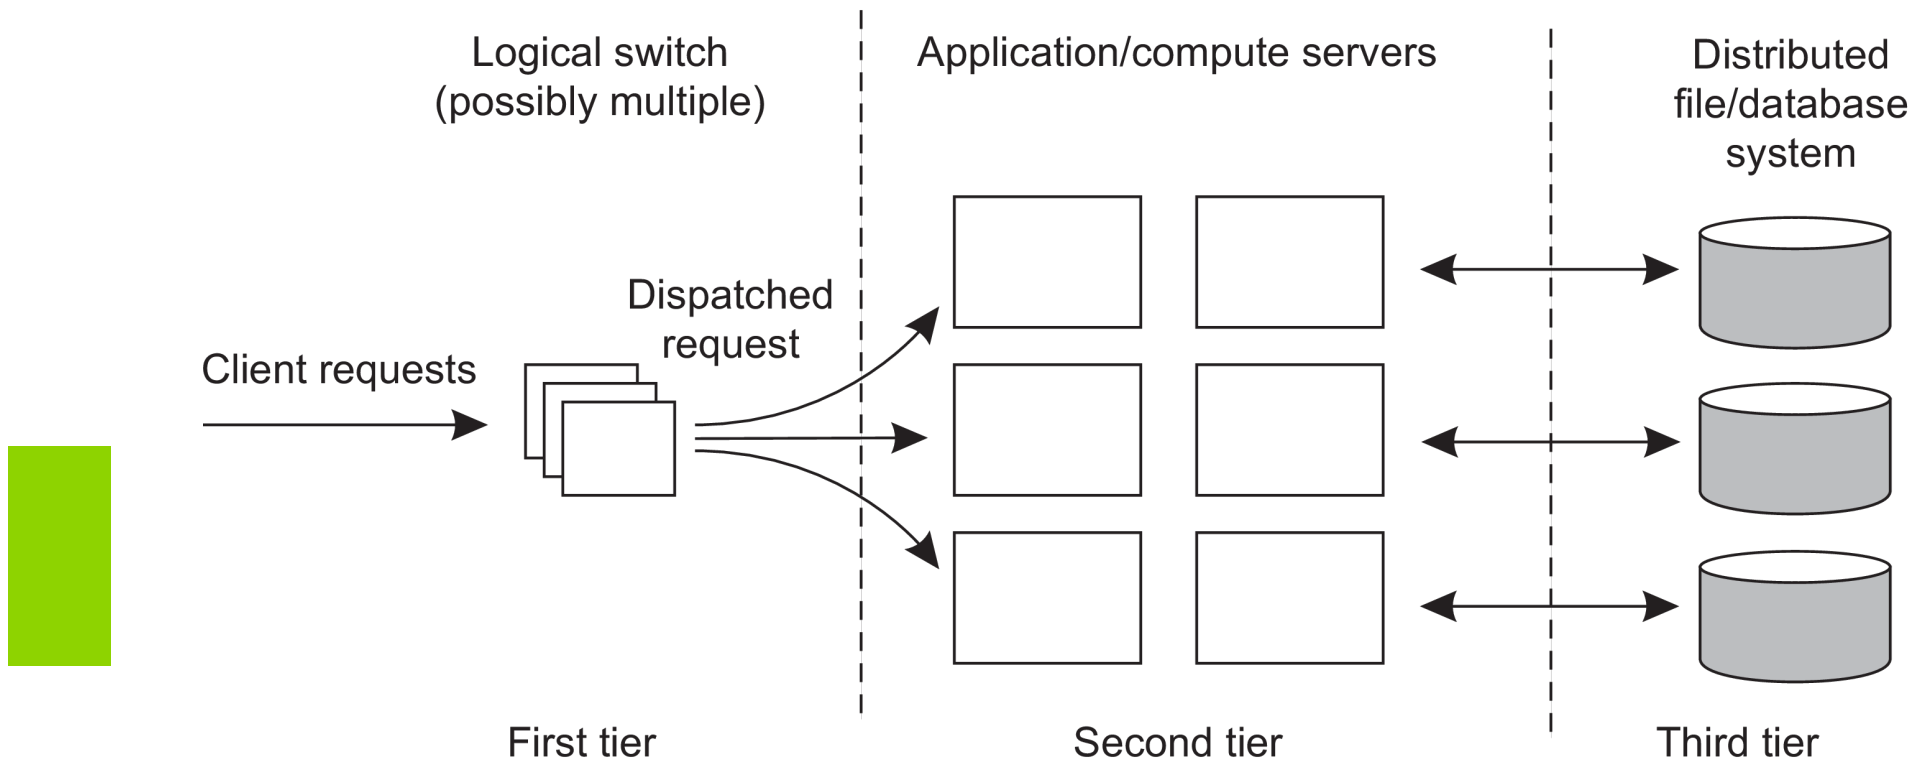 Logical switch
(possibly multiple)
Application/compute servers
Distributed
file/database
system
Dispatched
request
Client requests
First tier
Second tier
Third tier